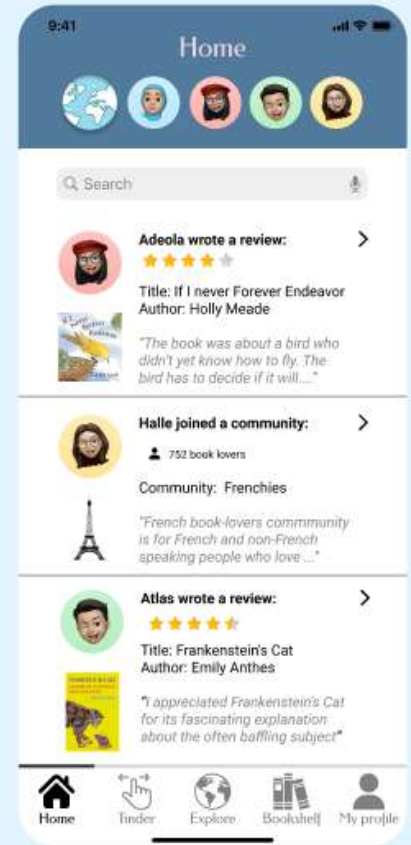 9:41
Home
Search
Adeola wrote a review:
Title: If I never Forever Endeavor
Author: Holly Meade
"The book was about a bird who
didn't yet know how to fly. The
bird has to decide if it will...."
Halle joined a community:
752 book lovers
Community: Frenchies
"French book-lovers commmunity
is for French and non-French
speaking people who love ..."
Atlas wrote a review:
Title: Frankenstein's Cat
Author: Emily Anthes
"I appreciated Frankenstein's Cat
for its fascinating explanation
about the often baffling subject"
Home Tinder Explore Bookshelf My profile